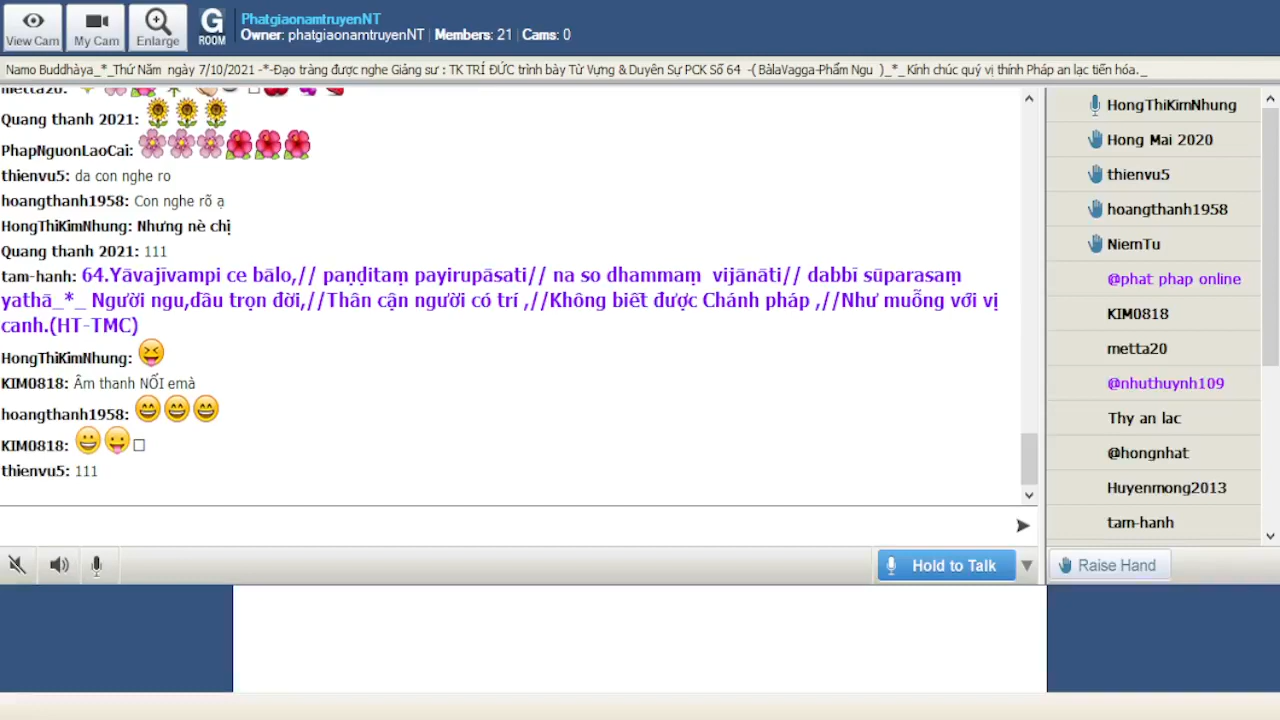 PhatgiaonamtruyenNT
Owner: phatgiaonamtruyenNT | Members: 21 | Cams: 0
View Cam
My Cam
Enlarge
G
ROOM
Namo Buddhàya_*_Thứ Năm ngày 7/10/2021 -*-Đạo tràng được nghe Giảng sư : TK TRÍ ĐỨC trình bày Từ Vựng & Duyên Sự PCK Số 64 -( BàlaVagga-Phẩm Ngu )_*_ Kính chúc quý vị thính Pháp an lạc tiến hóa._
metta20:
Quang thanh 2021:
PhapNguonLaoCai:
thienvu5: da con nghe ro
hoangthanh1958: Con nghe rõ ạ
HongThiKimNhung: Nhưng nè chị
Quang thanh 2021: 111
tam-hanh: 64.Yāvajīvampi ce bālo,// paṇḍitaṃ payirupāsati// na so dhammaṃ vijānāti// dabbī sūparasaṃ
yathā_*_ Người ngu,dầu trọn đời,//Thân cận người có trí ,//Không biết được Chánh pháp ,//Như muỗng với vị
canh.(HT-TMC)
HongThiKimNhung:
KIM0818: Âm thanh NỔI emà
hoangthanh1958:
KIM0818:
thienvu5: 111
HongThiKimNhung
Hong Mai 2020
thienvu5
hoangthanh1958
NiemTu
@phat phap online
KIM0818
metta20
@nhuthuynh109
Thy an lac
@hongnhat
Huyenmong2013
tam-hanh
Hold to Talk
Raise Hand